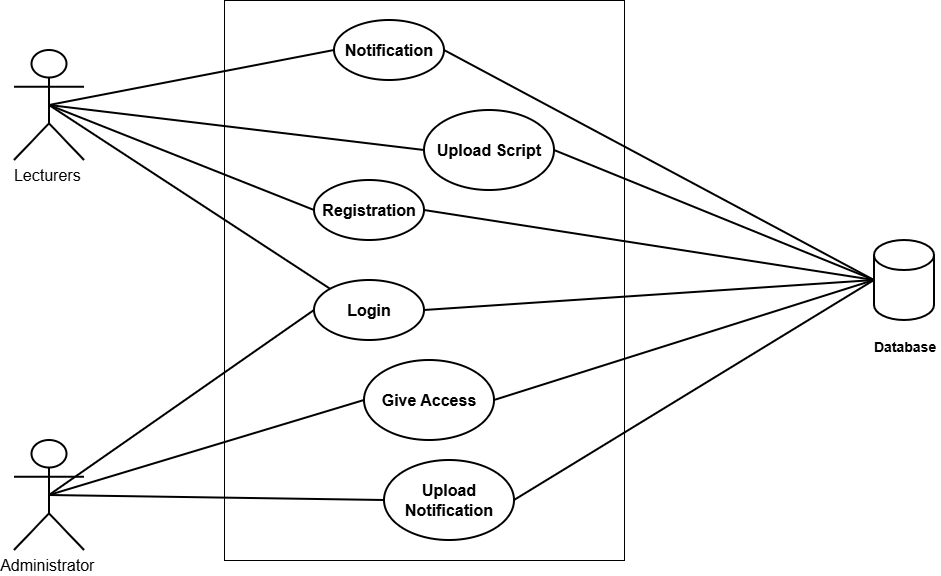 Notification
Upload Script
Lecturers
Registration
Login
Database
Give Access
Upload
Notification
Administrator